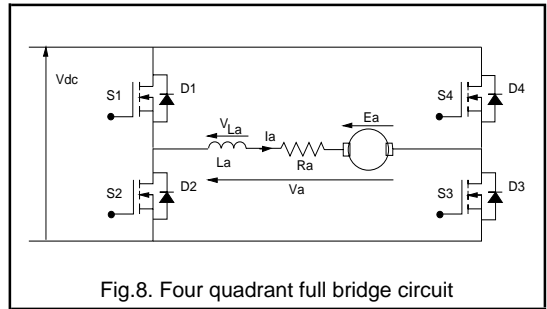 Vdc
S1
D1
S4
D4
VLa
Ia
Ea
La
Ra
S2
D2
Va
S3
D3
Fig.8. Four quadrant full bridge circuit